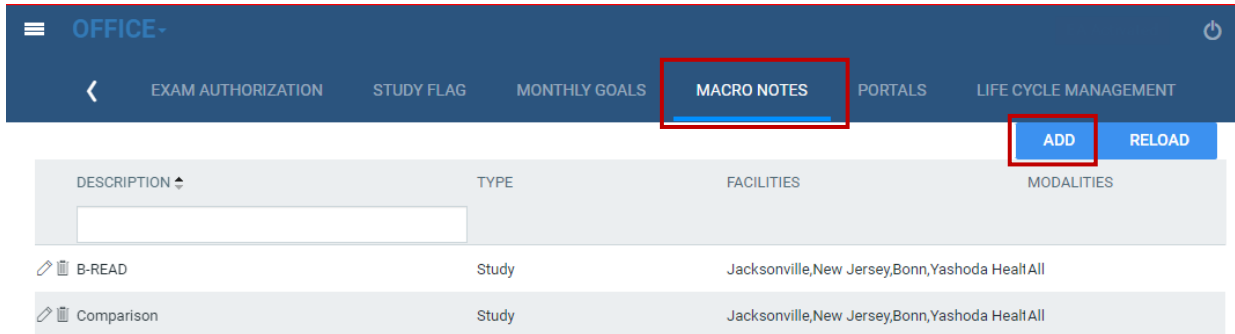 OFFICE
EXAM AUTHORIZATION STUDY FLAG MONTHLY GOALS MACRO NOTES PORTALS LIFE CYCLE MANAGEMENT
ADD RELOAD
DESCRIPTION TYPE FACILITIES MODALITIES
B-READ Study Jacksonville,New Jersey,Bonn,Yashoda Healt All
Comparison Study Jacksonville,New Jersey,Bonn,Yashoda Healt All